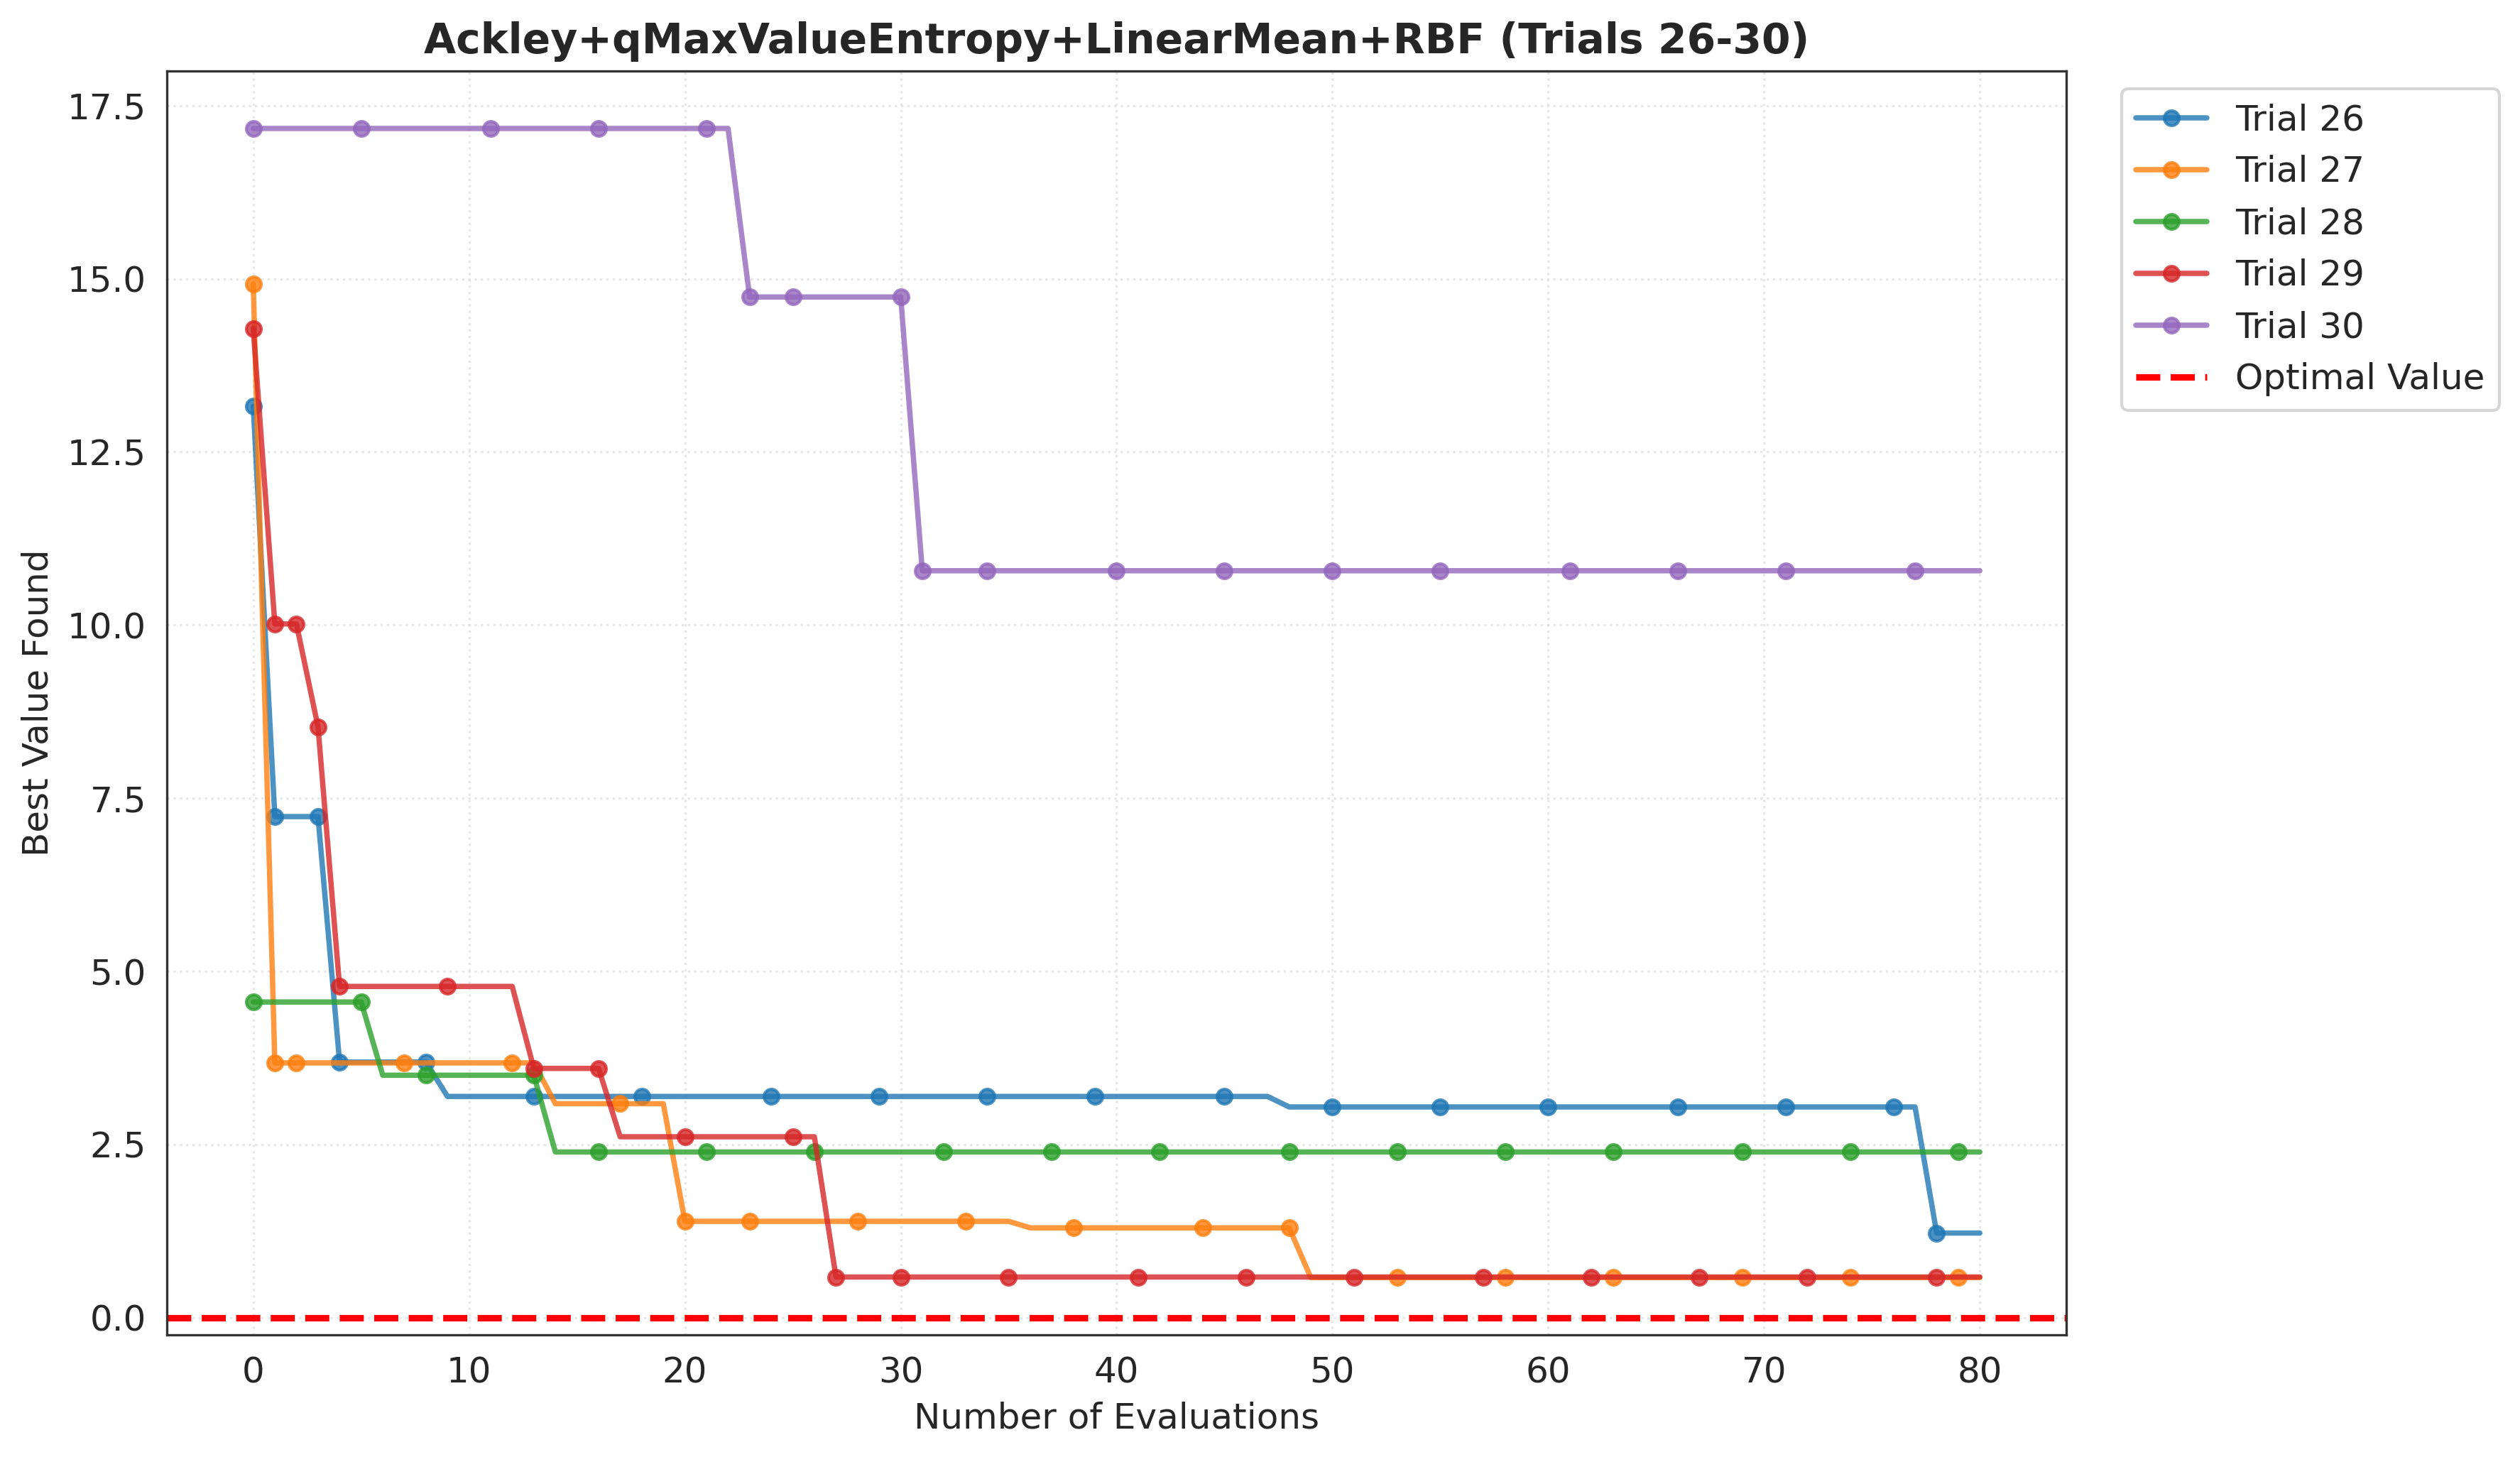 Ackley+qMaxValueEntropy+LinearMean+RBF (Trials 26-30)
17.5
15.0
12.5
10.0
7.5
5.0
2.5
0.0
Best Value Found
0 10 20 30 40 50 60 70 80
Number of Evaluations
Trial 26
Trial 27
Trial 28
Trial 29
Trial 30
Optimal Value